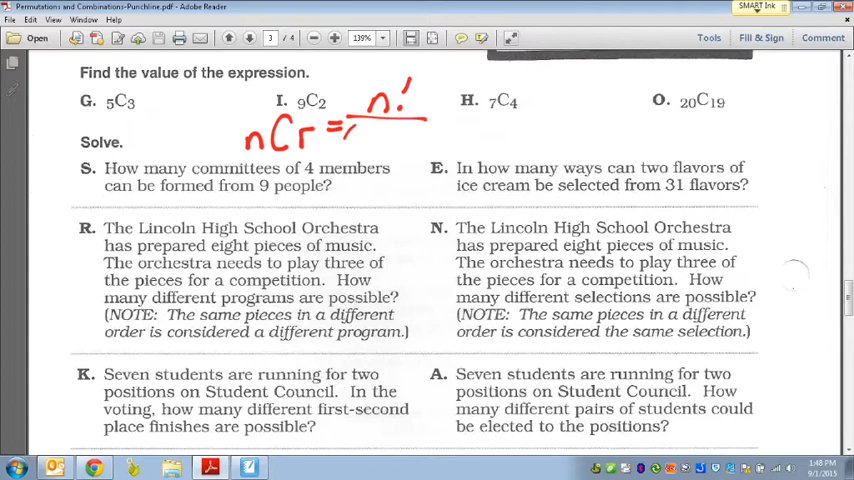 Permutations and Combinations-Punchline.pdf - Adobe Reader
SMART Ink
File Edit View Window Help
Open 3 / 4 139% Tools Fill & Sign Comment
Find the value of the expression.
G. 5C3 I. 9C2 H. 7C4 O. 20C19
nCr = n!
Solve.
S. How many committees of 4 members
can be formed from 9 people?
E. In how many ways can two flavors of
ice cream be selected from 31 flavors?
R. The Lincoln High School Orchestra
has prepared eight pieces of music.
The orchestra needs to play three of
the pieces for a competition. How
many different programs are possible?
(NOTE: The same pieces in a different
order is considered a different program.)
N. The Lincoln High School Orchestra
has prepared eight pieces of music.
The orchestra needs to play three of
the pieces for a competition. How
many different selections are possible?
(NOTE: The same pieces in a different
order is considered the same selection.)
K. Seven students are running for two
positions on Student Council. In the
voting, how many different first-second
place finishes are possible?
A. Seven students are running for two
positions on Student Council. How
many different pairs of students could
be elected to the positions?
1:48 PM
9/1/2015